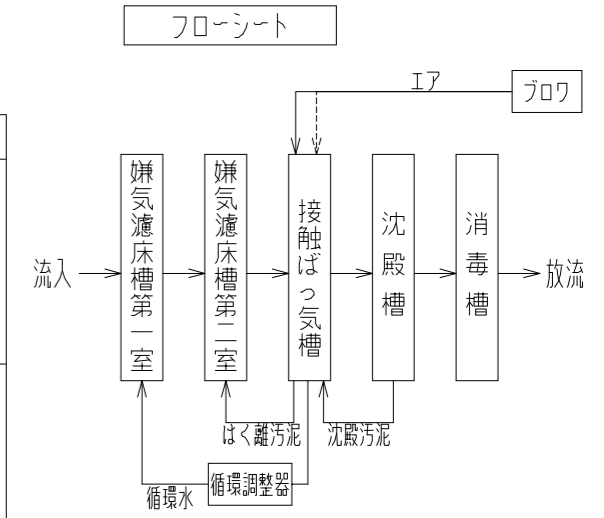 フローシート
エア
ブロワ
流入
嫌気濾床槽第一室
嫌気濾床槽第二室
接触ばっ気槽
沈殿槽
消毒槽
放流
はく離汚泥
沈殿汚泥
循環水
循環調整器